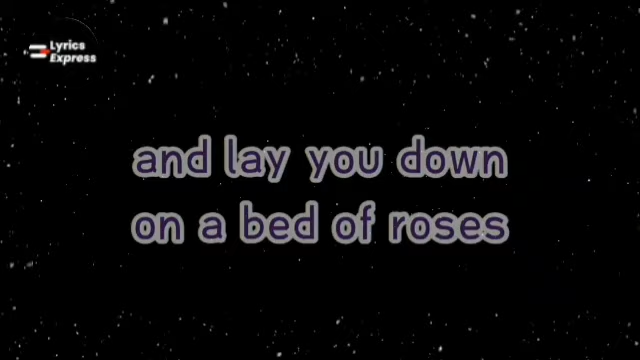 Lyrics
Express
and lay you down
on a bed of roses